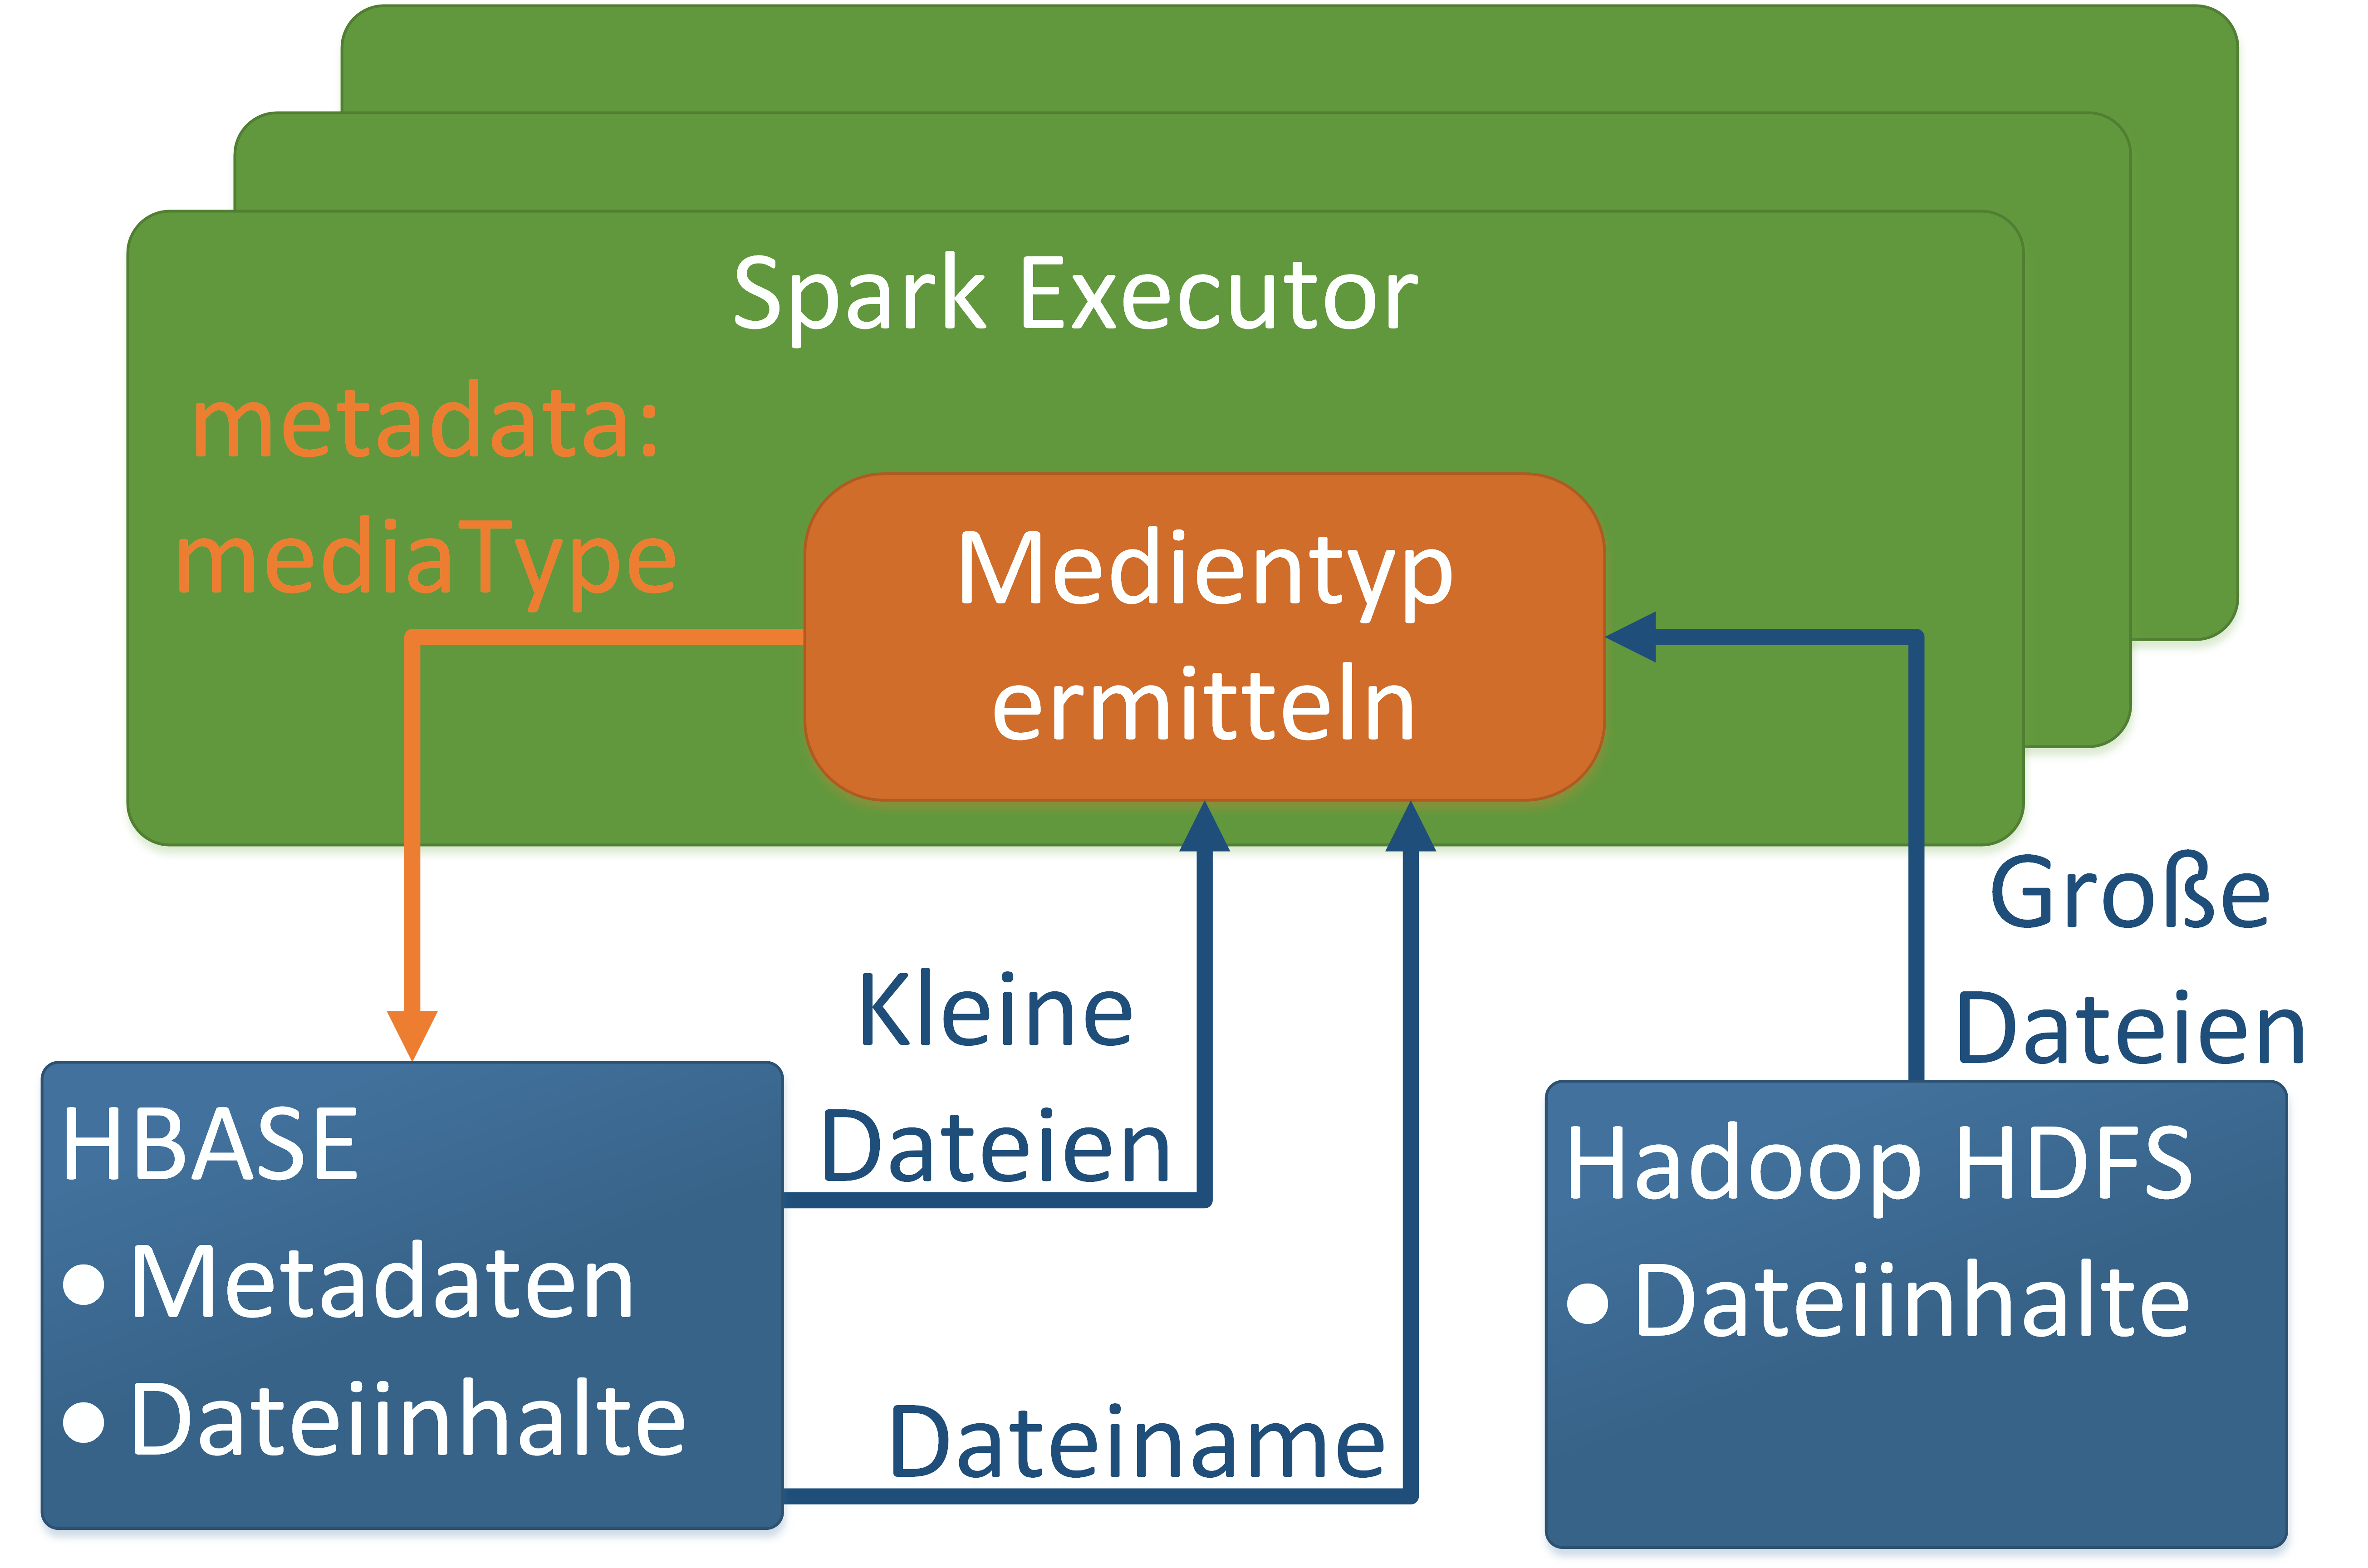 Spark Executor
metadata:
mediaType
Medientyp
ermitteln
Große
Dateien
Kleine
Dateien
HBASE
• Metadaten
• Dateiinhalte
Hadoop HDFS
• Dateiinhalte
Dateiname